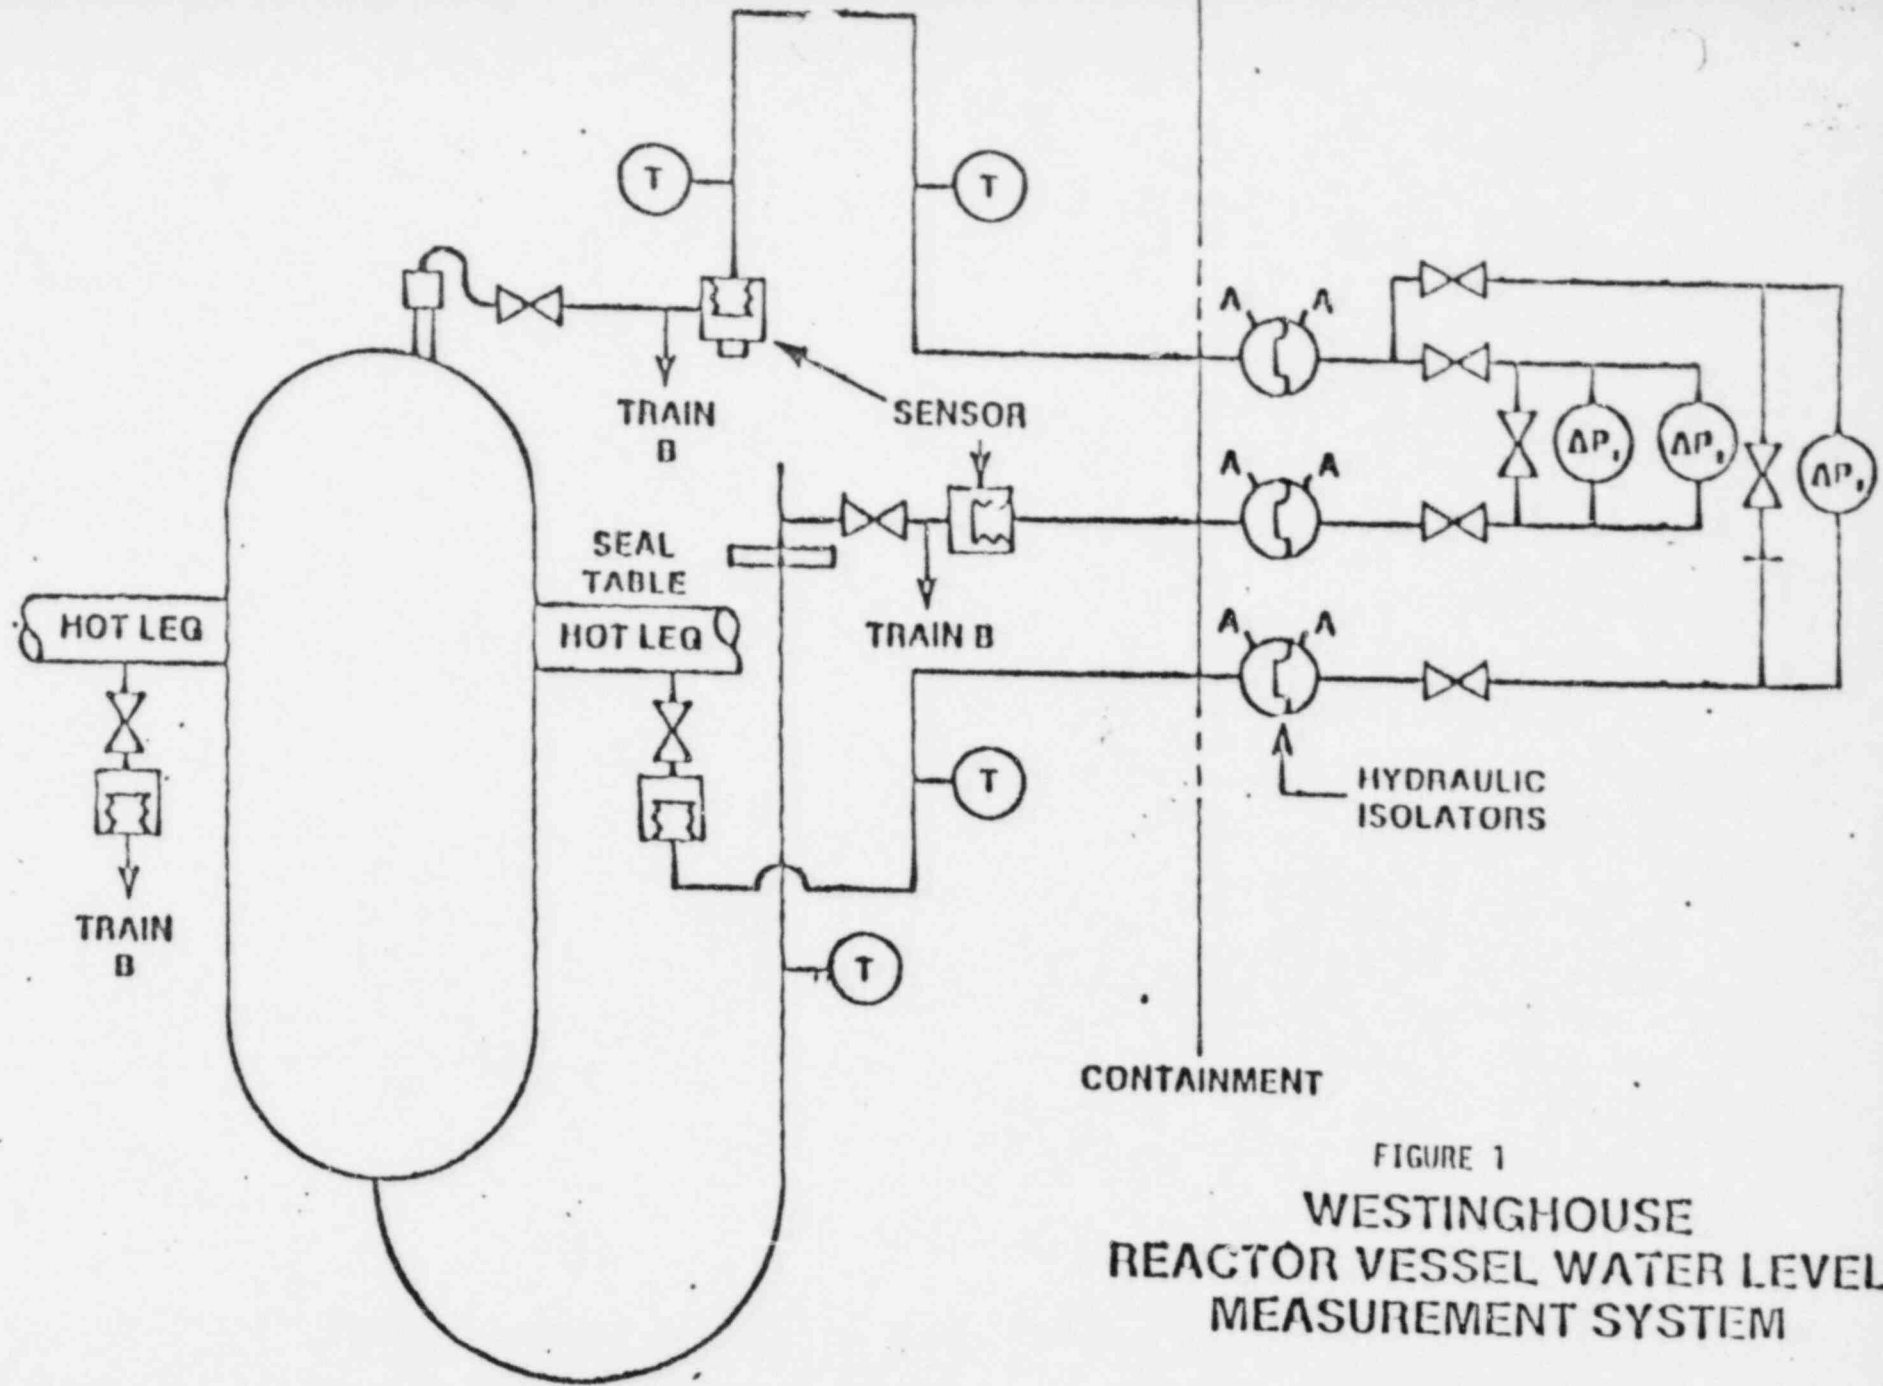 T
T
A A
TRAIN
B
SENSOR
ΔP
ΔP
ΔP
A A
SEAL
TABLE
HOT LEG
HOT LEG
TRAIN B
A A
T
HYDRAULIC
ISOLATORS
TRAIN
B
T
CONTAINMENT
FIGURE 1
WESTINGHOUSE
REACTOR VESSEL WATER LEVEL
MEASUREMENT SYSTEM